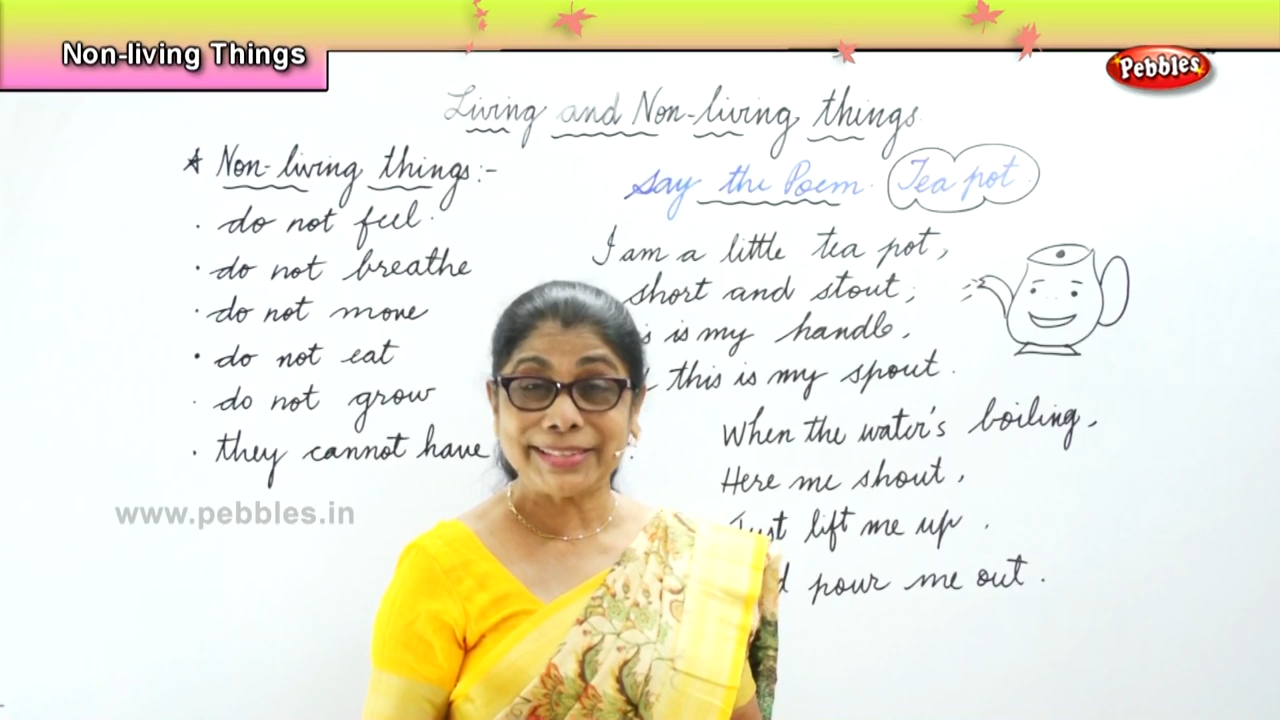 Non-living Things
Pebbles
Living and Non-living things
Non-living things:-
. do not feel.
. do not breathe
. do not move
. do not eat
. do not grow
. they cannot have
www.pebbles.in
Say the Poem. Tea pot.
I am a little tea pot,
short and stout;
is my handle,
this is my spout.
When the water's boiling,
Here me shout,
Just lift me up.
pour me out.